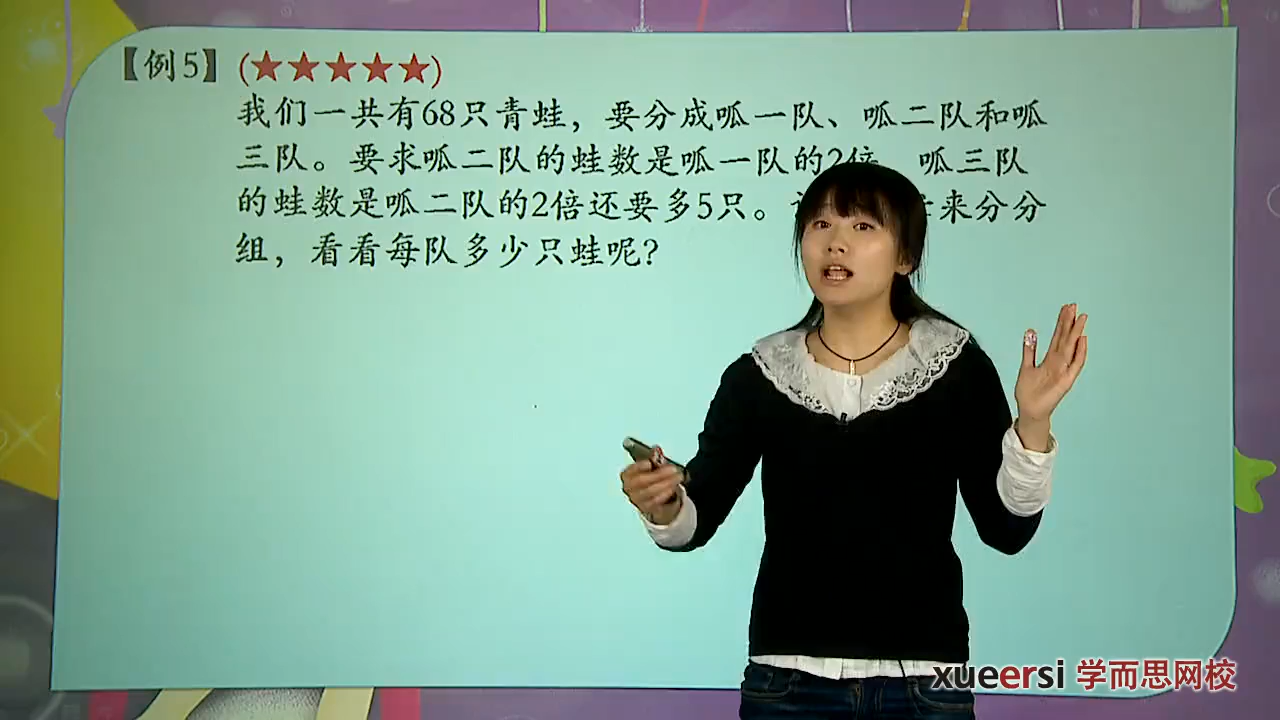 【例5】(★★★★★)
我们一共有68只青蛙，要分成呱一队、呱二队和呱
三队。要求呱二队的蛙数是呱一队的2倍，呱三队
的蛙数是呱二队的2倍还要多5只。 来分分
组，看看每队多少只蛙呢？
xueersi 学而思网校